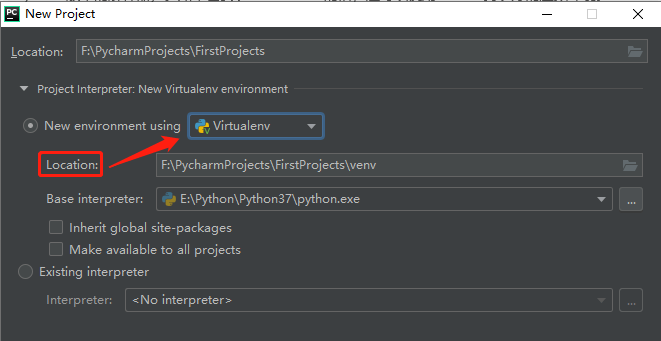 PC New Project
Location: F:\PycharmProjects\FirstProjects
Project Interpreter: New Virtualenv environment
New environment using Virtualenv
Location: F:\PycharmProjects\FirstProjects\venv
Base interpreter: E:\Python\Python37\python.exe ...
Inherit global site-packages
Make available to all projects
Existing interpreter
Interpreter: <No interpreter> ...